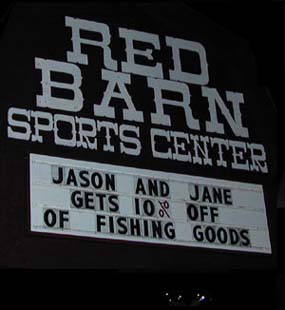 RED
BARN
SPORTS CENTER
JASON AND JANE
GETS 10% OFF
OF FISHING GOODS